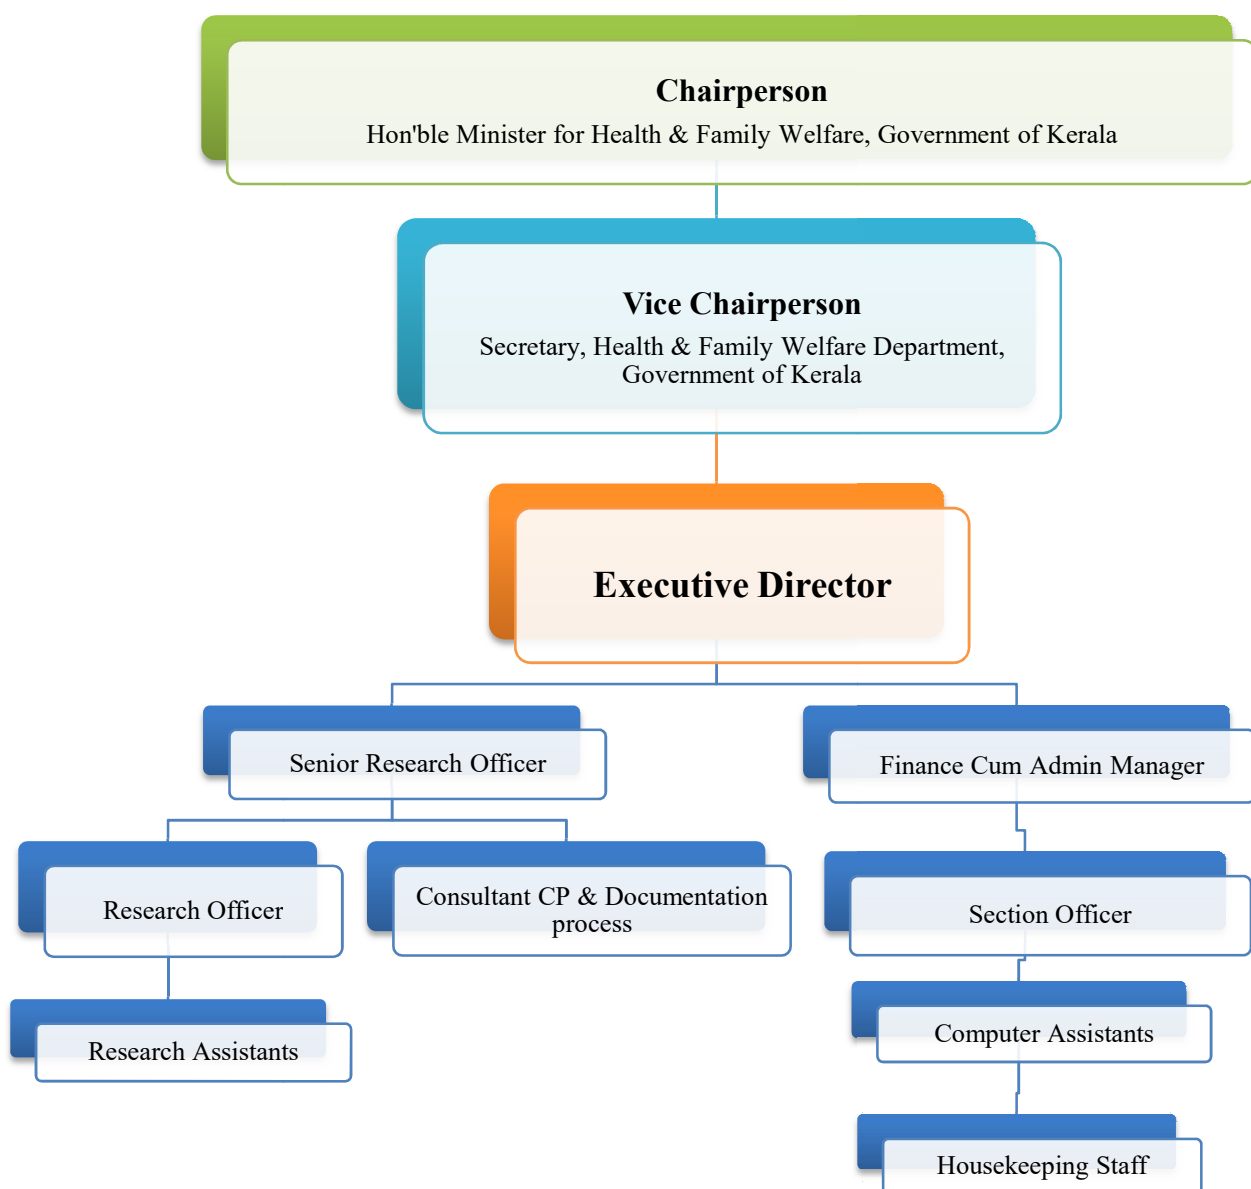 Chairperson
Hon'ble Minister for Health & Family Welfare, Government of Kerala
Vice Chairperson
Secretary, Health & Family Welfare Department,
Government of Kerala
Executive Director
Senior Research Officer
Finance Cum Admin Manager
Research Officer
Consultant CP & Documentation
process
Section Officer
Research Assistants
Computer Assistants
Housekeeping Staff